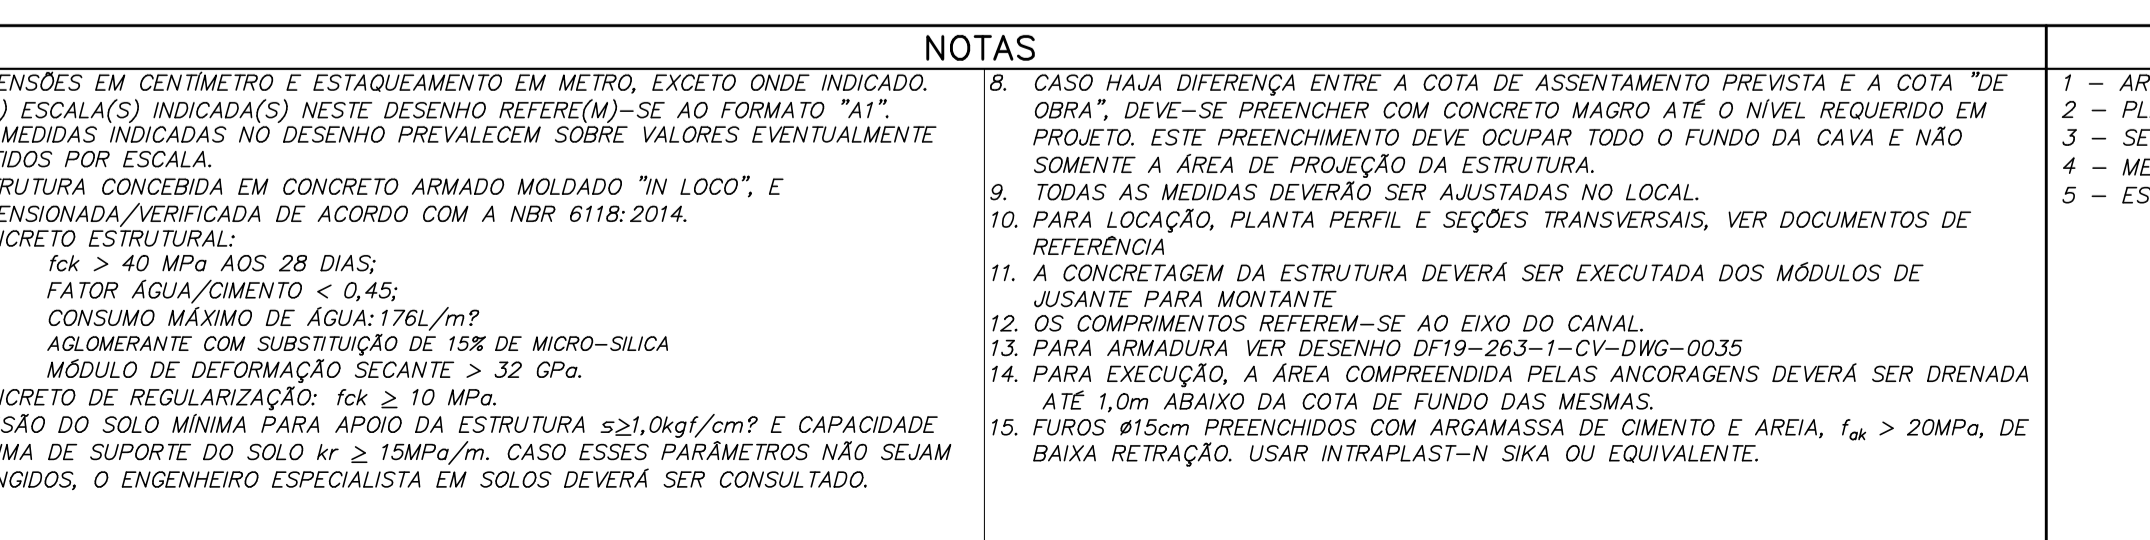 NOTAS
ENSÕES EM CENTÍMETRO E ESTAQUEAMENTO EM METRO, EXCETO ONDE INDICADO.
) ESCALA(S) INDICADA(S) NESTE DESENHO REFERE(M)-SE AO FORMATO "A1".
MEDIDAS INDICADAS NO DESENHO PREVALECEM SOBRE VALORES EVENTUALMENTE
TIDOS POR ESCALA.
RUTURA CONCEBIDA EM CONCRETO ARMADO MOLDADO "IN LOCO", E
ENSIONADA/VERIFICADA DE ACORDO COM A NBR 6118:2014.
NCRETO ESTRUTURAL:
fck > 40 MPa AOS 28 DIAS;
FATOR ÁGUA/CIMENTO < 0,45;
CONSUMO MÁXIMO DE ÁGUA:176L/m?
AGLOMERANTE COM SUBSTITUIÇÃO DE 15% DE MICRO-SILICA
MÓDULO DE DEFORMAÇÃO SECANTE > 32 GPa.
NCRETO DE REGULARIZAÇÃO: fck ≥ 10 MPa.
SÃO DO SOLO MÍNIMA PARA APOIO DA ESTRUTURA s≥1,0kgf/cm? E CAPACIDADE
IMA DE SUPORTE DO SOLO kr ≥ 15MPa/m. CASO ESSES PARÂMETROS NÃO SEJAM
NGIDOS, O ENGENHEIRO ESPECIALISTA EM SOLOS DEVERÁ SER CONSULTADO.
8. CASO HAJA DIFERENÇA ENTRE A COTA DE ASSENTAMENTO PREVISTA E A COTA "DE
OBRA", DEVE-SE PREENCHER COM CONCRETO MAGRO ATÉ O NÍVEL REQUERIDO EM
PROJETO. ESTE PREENCHIMENTO DEVE OCUPAR TODO O FUNDO DA CAVA E NÃO
SOMENTE A ÁREA DE PROJEÇÃO DA ESTRUTURA.
9. TODAS AS MEDIDAS DEVERÃO SER AJUSTADAS NO LOCAL.
10. PARA LOCAÇÃO, PLANTA PERFIL E SEÇÕES TRANSVERSAIS, VER DOCUMENTOS DE
REFERÊNCIA
11. A CONCRETAGEM DA ESTRUTURA DEVERÁ SER EXECUTADA DOS MÓDULOS DE
JUSANTE PARA MONTANTE
12. OS COMPRIMENTOS REFEREM-SE AO EIXO DO CANAL.
13. PARA ARMADURA VER DESENHO DF19-263-1-CV-DWG-0035
14. PARA EXECUÇÃO, A ÁREA COMPREENDIDA PELAS ANCORAGENS DEVERÁ SER DRENADA
ATÉ 1,0m ABAIXO DA COTA DE FUNDO DAS MESMAS.
15. FUROS ø15cm PREENCHIDOS COM ARGAMASSA DE CIMENTO E AREIA, fak > 20MPa, DE
BAIXA RETRAÇÃO. USAR INTRAPLAST-N SIKA OU EQUIVALENTE.
1 - AR
2 - PL
3 - SE
4 - ME
5 - ES